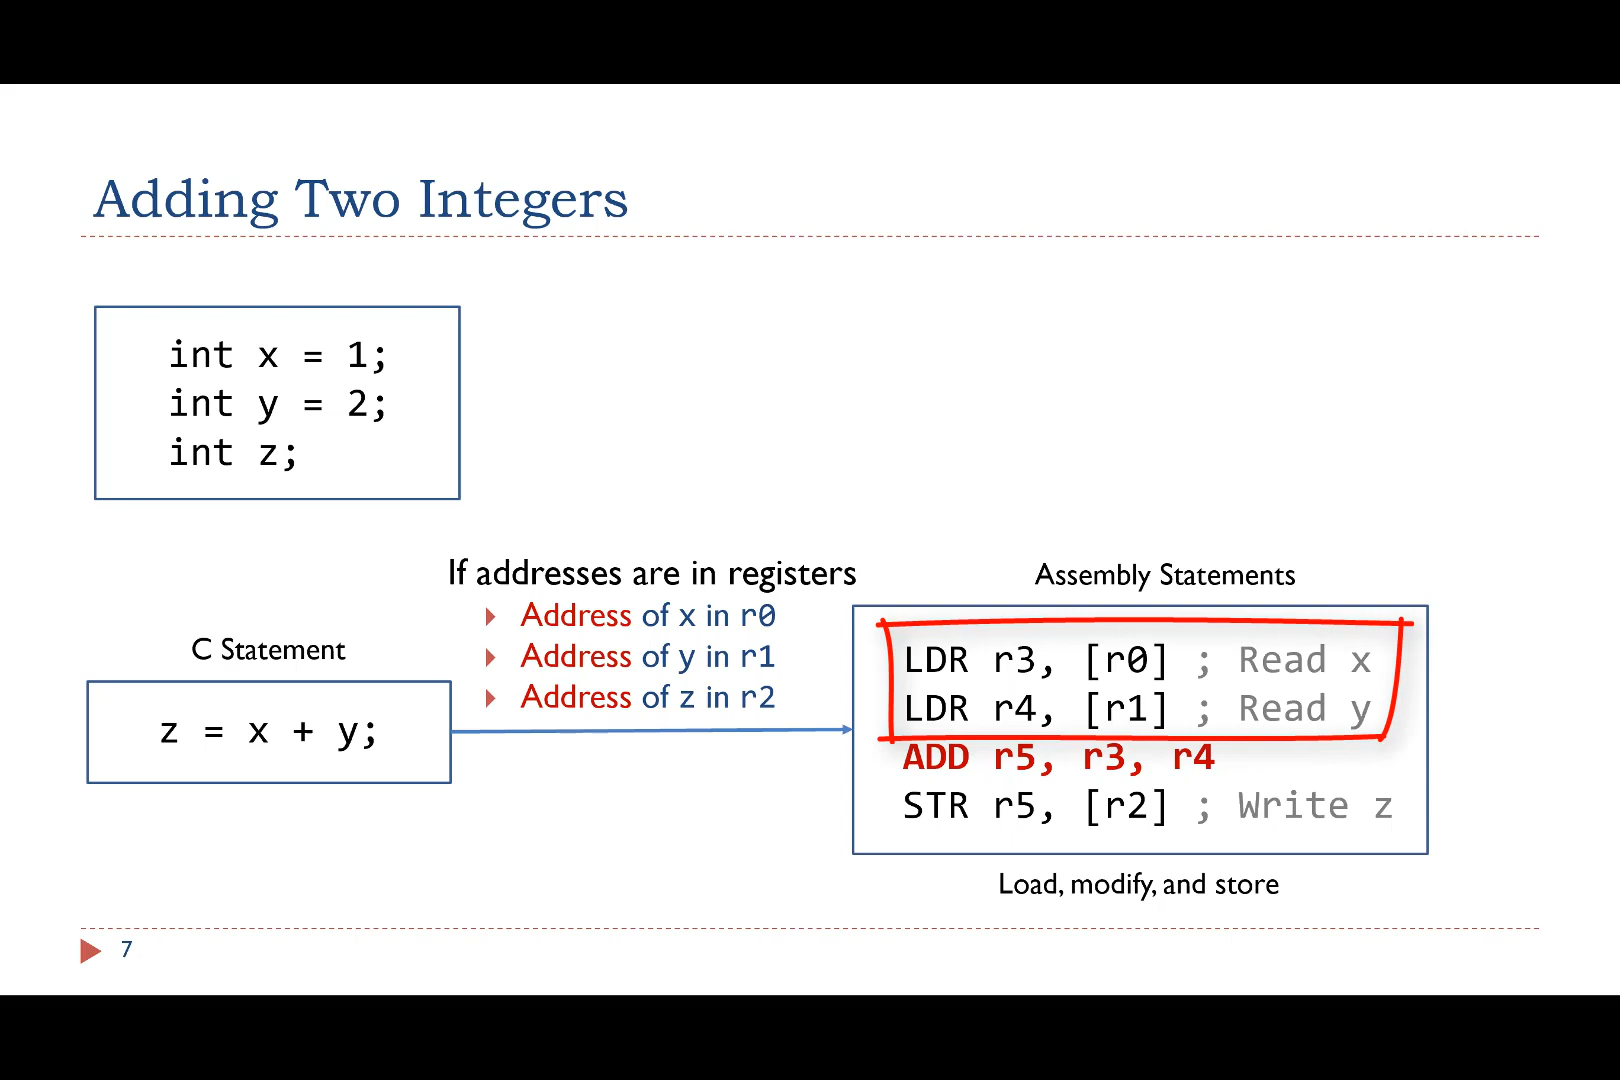 Adding Two Integers
int x = 1;
int y = 2;
int z;
If addresses are in registers
Address of x in r0
Address of y in r1
Address of z in r2
C Statement
z = x + y;
Assembly Statements
LDR r3, [r0] ; Read x
LDR r4, [r1] ; Read y
ADD r5, r3, r4
STR r5, [r2] ; Write z
Load, modify, and store
7